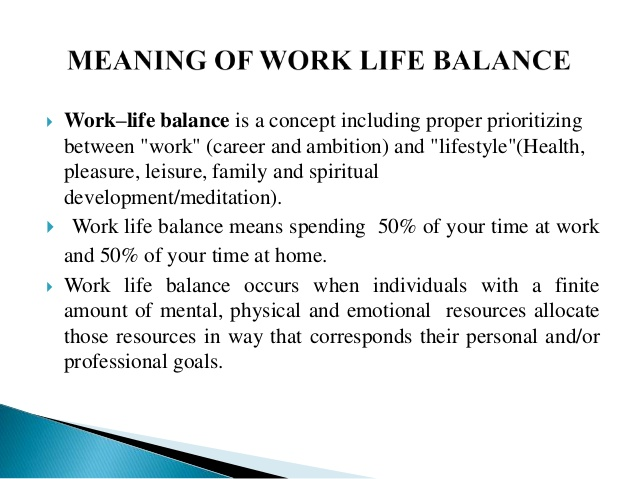 MEANING OF WORK LIFE BALANCE
Work–life balance is a concept including proper prioritizing
between "work" (career and ambition) and "lifestyle"(Health,
pleasure, leisure, family and spiritual
development/meditation).
Work life balance means spending 50% of your time at work
and 50% of your time at home.
Work life balance occurs when individuals with a finite
amount of mental, physical and emotional resources allocate
those resources in way that corresponds their personal and/or
professional goals.